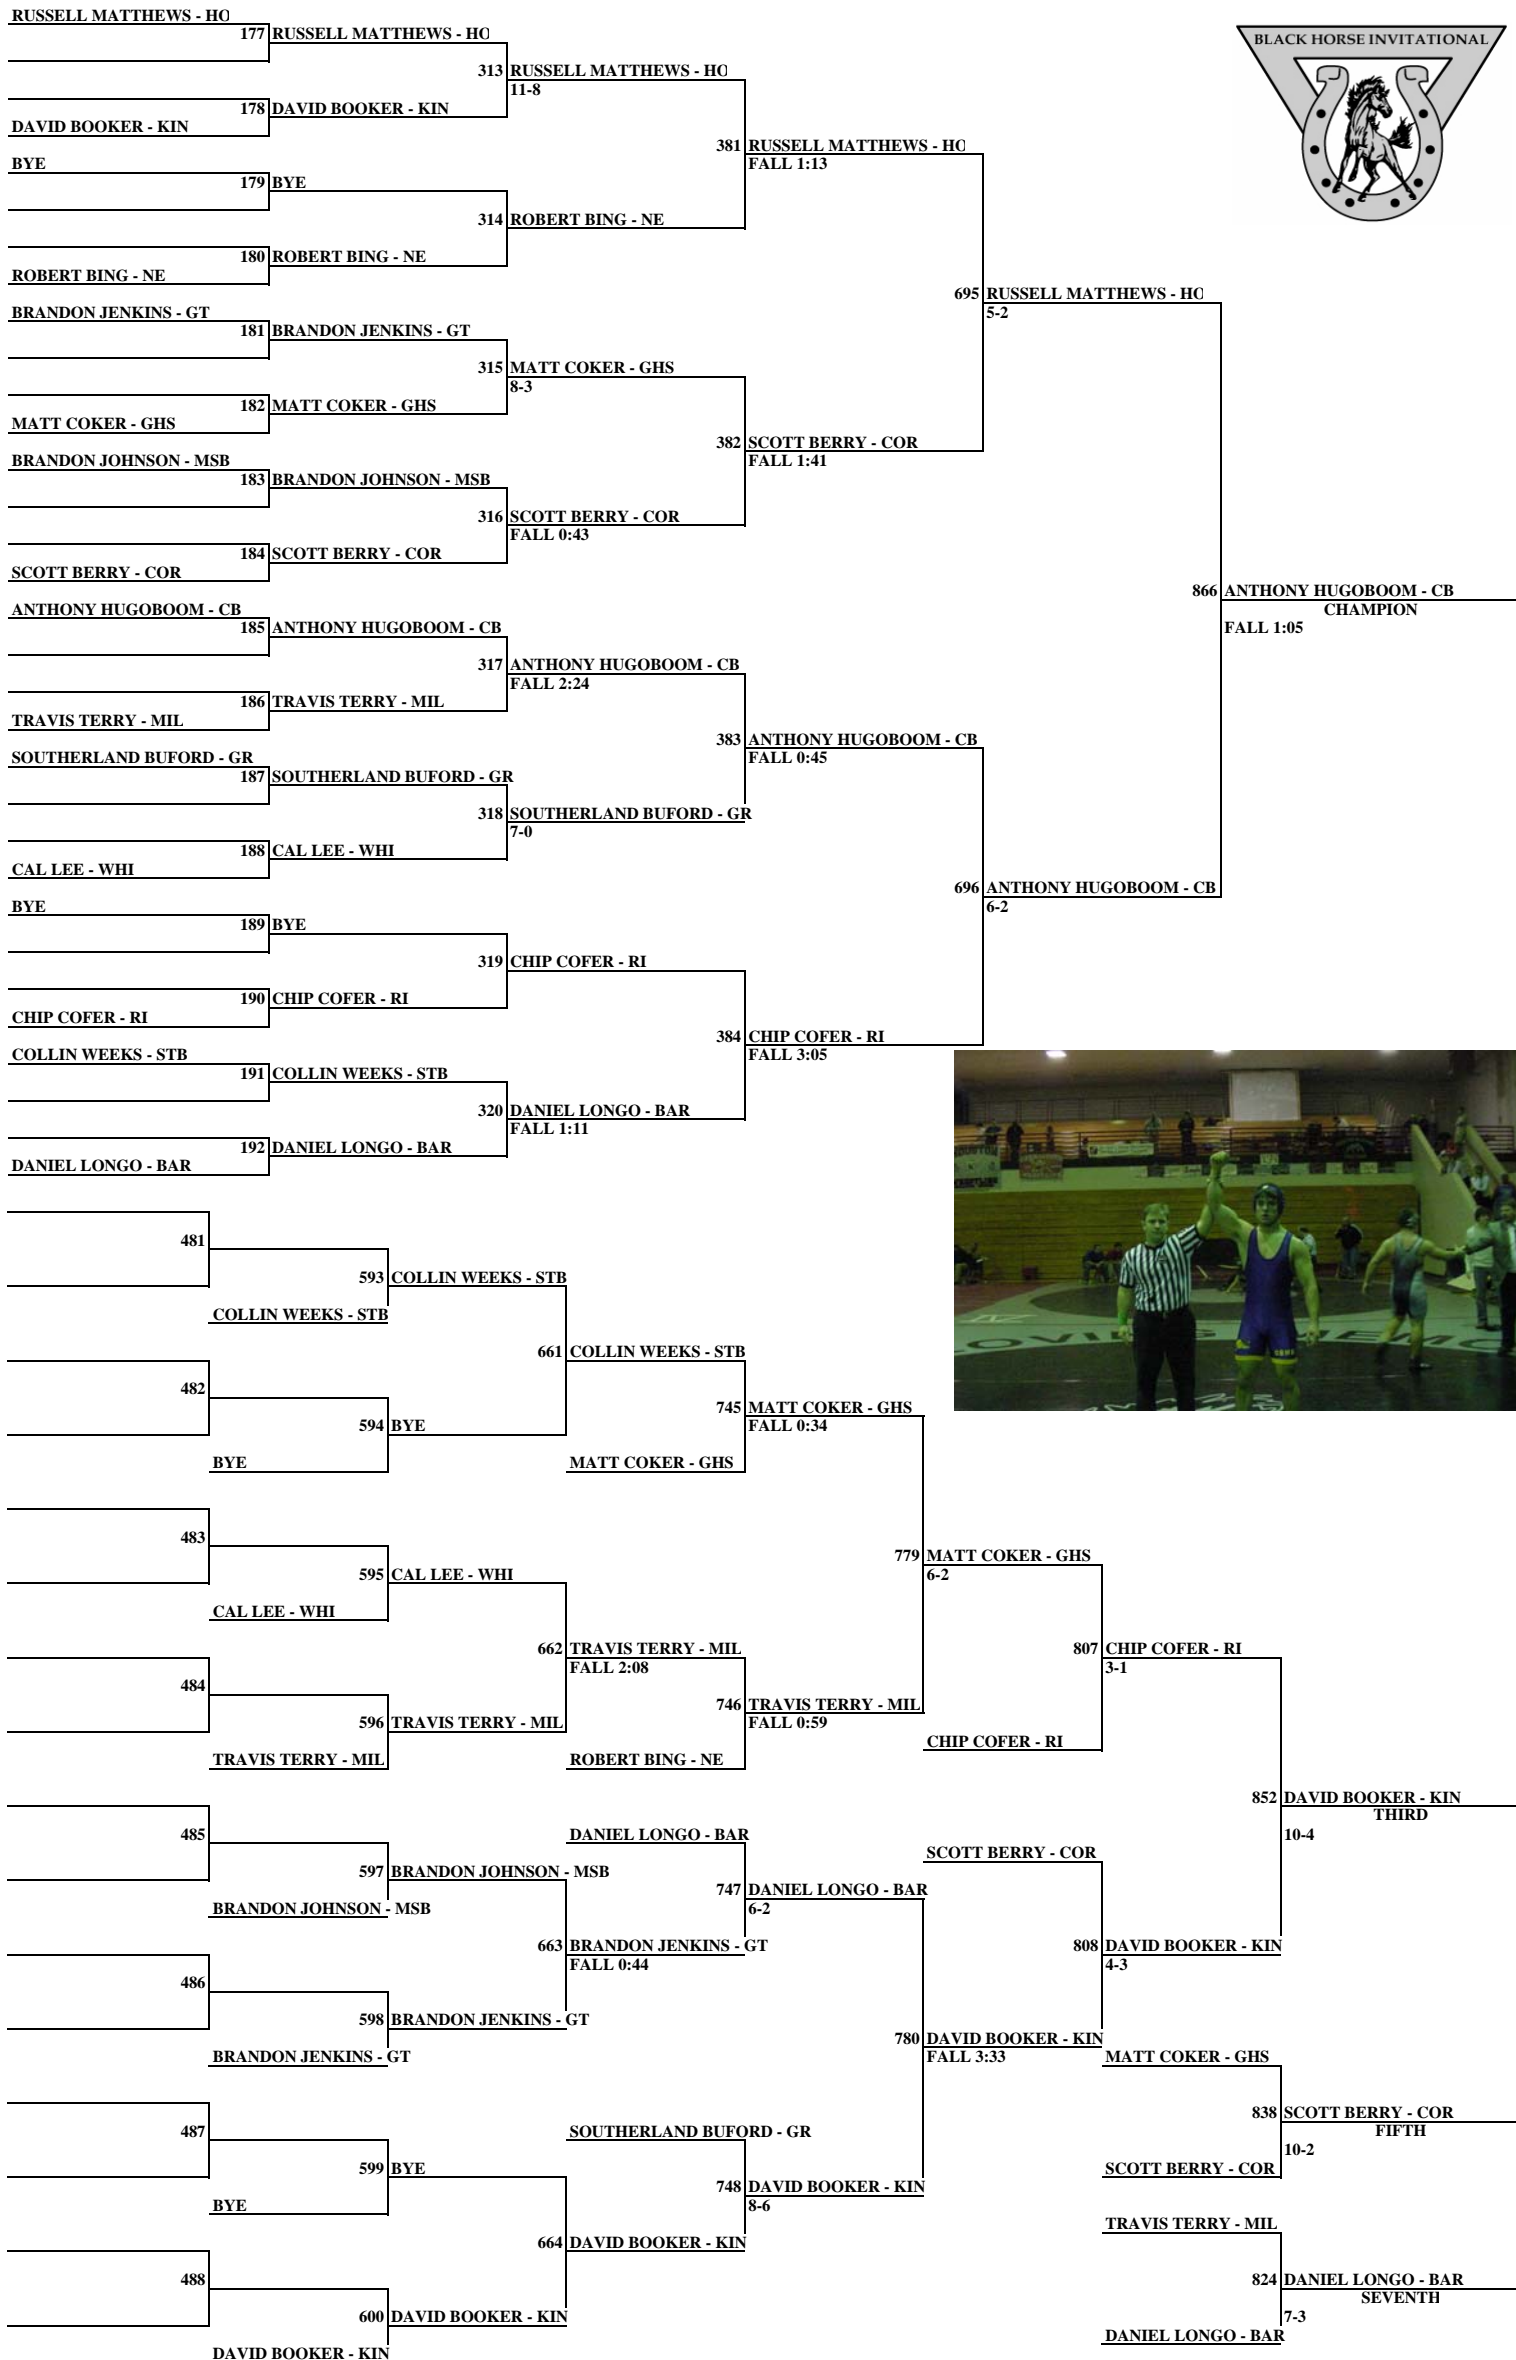 RUSSELL MATTHEWS - HO
177 RUSSELL MATTHEWS - HO
BLACK HORSE INVITATIONAL
313 RUSSELL MATTHEWS - HO
11-8
178 DAVID BOOKER - KIN
DAVID BOOKER - KIN
381 RUSSELL MATTHEWS - HO
FALL 1:13
BYE
179 BYE
314 ROBERT BING - NE
180 ROBERT BING - NE
ROBERT BING - NE
695 RUSSELL MATTHEWS - HO
5-2
BRANDON JENKINS - GT
181 BRANDON JENKINS - GT
315 MATT COKER - GHS
8-3
182 MATT COKER - GHS
MATT COKER - GHS
382 SCOTT BERRY - COR
FALL 1:41
BRANDON JOHNSON - MSB
183 BRANDON JOHNSON - MSB
316 SCOTT BERRY - COR
FALL 0:43
184 SCOTT BERRY - COR
SCOTT BERRY - COR
866 ANTHONY HUGOBOOM - CB
CHAMPION
FALL 1:05
ANTHONY HUGOBOOM - CB
185 ANTHONY HUGOBOOM - CB
317 ANTHONY HUGOBOOM - CB
FALL 2:24
186 TRAVIS TERRY - MIL
TRAVIS TERRY - MIL
383 ANTHONY HUGOBOOM - CB
FALL 0:45
SOUTHERLAND BUFORD - GR
187 SOUTHERLAND BUFORD - GR
318 SOUTHERLAND BUFORD - GR
7-0
188 CAL LEE - WHI
CAL LEE - WHI
696 ANTHONY HUGOBOOM - CB
6-2
BYE
189 BYE
319 CHIP COFER - RI
190 CHIP COFER - RI
CHIP COFER - RI
384 CHIP COFER - RI
FALL 3:05
COLLIN WEEKS - STB
191 COLLIN WEEKS - STB
320 DANIEL LONGO - BAR
FALL 1:11
192 DANIEL LONGO - BAR
DANIEL LONGO - BAR
481
593 COLLIN WEEKS - STB
COLLIN WEEKS - STB
661 COLLIN WEEKS - STB
482
745 MATT COKER - GHS
FALL 0:34
594 BYE
BYE
MATT COKER - GHS
483
779 MATT COKER - GHS
6-2
595 CAL LEE - WHI
CAL LEE - WHI
662 TRAVIS TERRY - MIL
FALL 2:08
807 CHIP COFER - RI
3-1
484
746 TRAVIS TERRY - MIL
FALL 0:59
596 TRAVIS TERRY - MIL
CHIP COFER - RI
TRAVIS TERRY - MIL
ROBERT BING - NE
852 DAVID BOOKER - KIN
THIRD
10-4
485
DANIEL LONGO - BAR
SCOTT BERRY - COR
597 BRANDON JOHNSON - MSB
747 DANIEL LONGO - BAR
6-2
BRANDON JOHNSON - MSB
663 BRANDON JENKINS - GT
FALL 0:44
808 DAVID BOOKER - KIN
4-3
486
598 BRANDON JENKINS - GT
780 DAVID BOOKER - KIN
FALL 3:33
BRANDON JENKINS - GT
MATT COKER - GHS
838 SCOTT BERRY - COR
FIFTH
10-2
487
SOUTHERLAND BUFORD - GR
599 BYE
SCOTT BERRY - COR
748 DAVID BOOKER - KIN
8-6
BYE
TRAVIS TERRY - MIL
664 DAVID BOOKER - KIN
488
824 DANIEL LONGO - BAR
SEVENTH
7-3
600 DAVID BOOKER - KIN
DANIEL LONGO - BAR
DAVID BOOKER - KIN